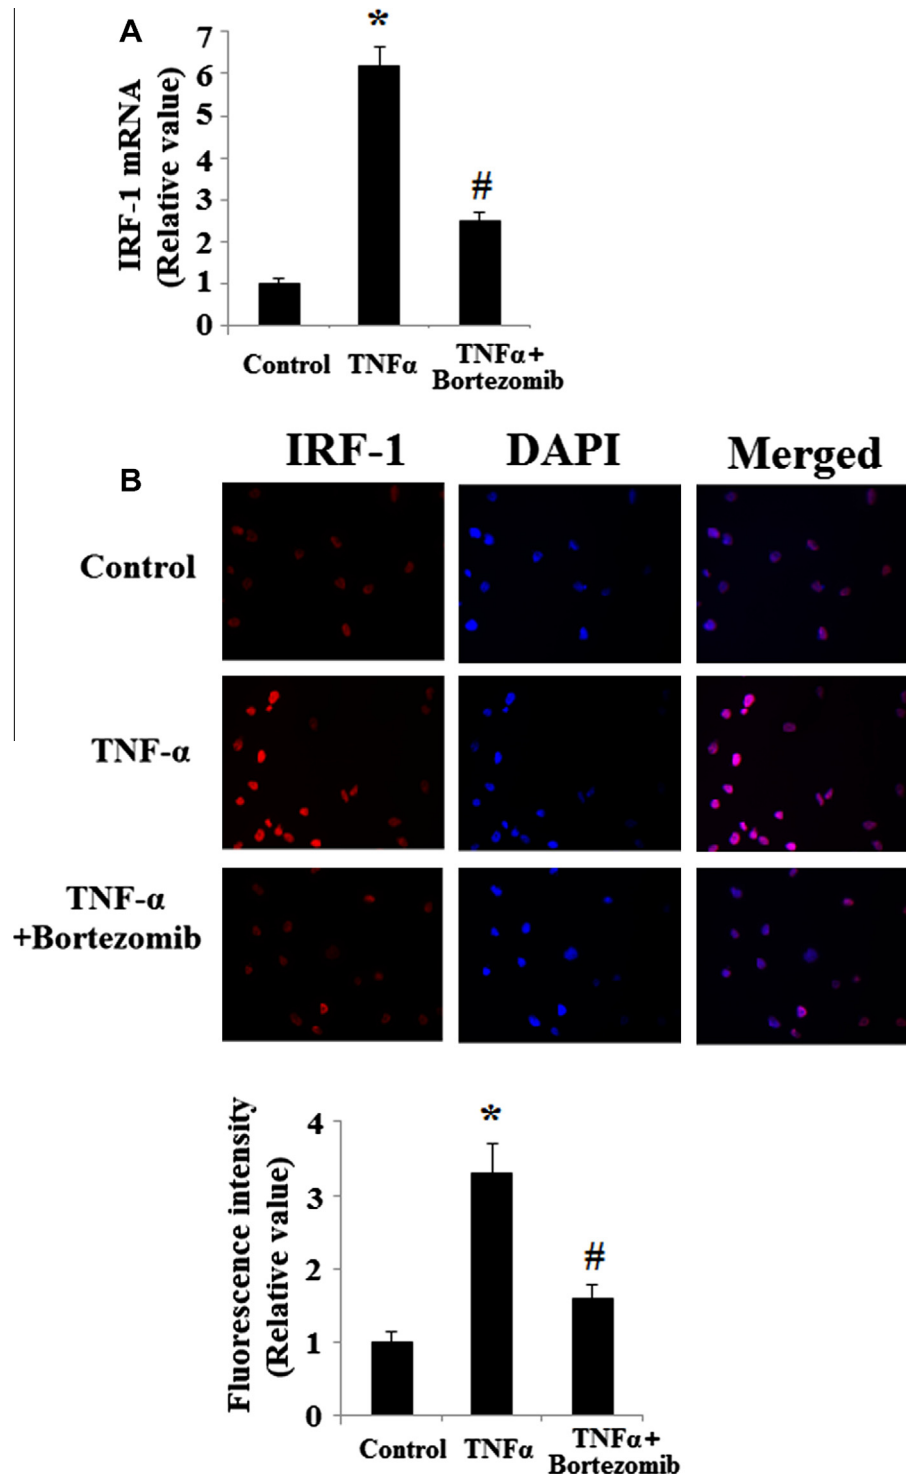 A
*
7
6
5
4
3
2
1
0
#
IRF-1 mRNA
(Relative value)
Control
TNFα
TNFα+
Bortezomib
B
IRF-1
DAPI
Merged
Control
TNF-α
TNF-α
+Bortezomib
Fluorescence intensity
(Relative value)
4
3
2
1
0
*
#
Control
TNFα
TNFα+
Bortezomib